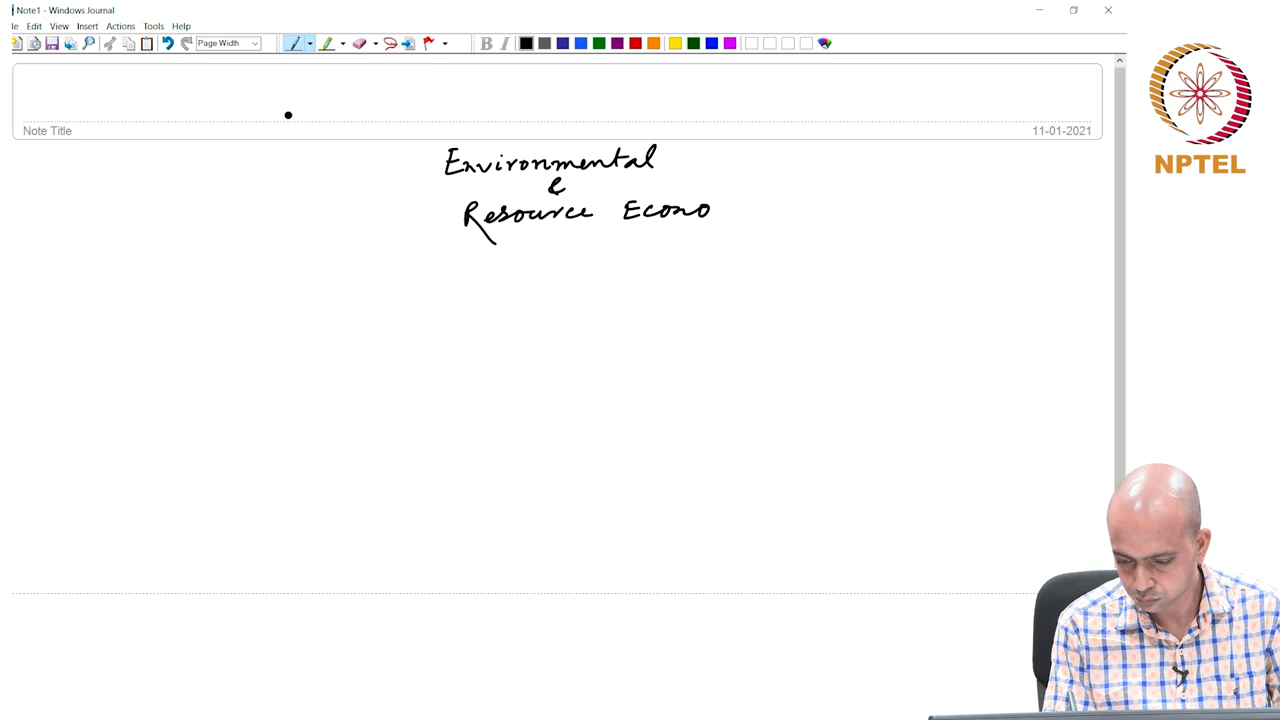 Note1 - Windows Journal
le Edit View Insert Actions Tools Help
Page Width
B I
Note Title 11-01-2021
Environmental
&
Resource Econo
NPTEL